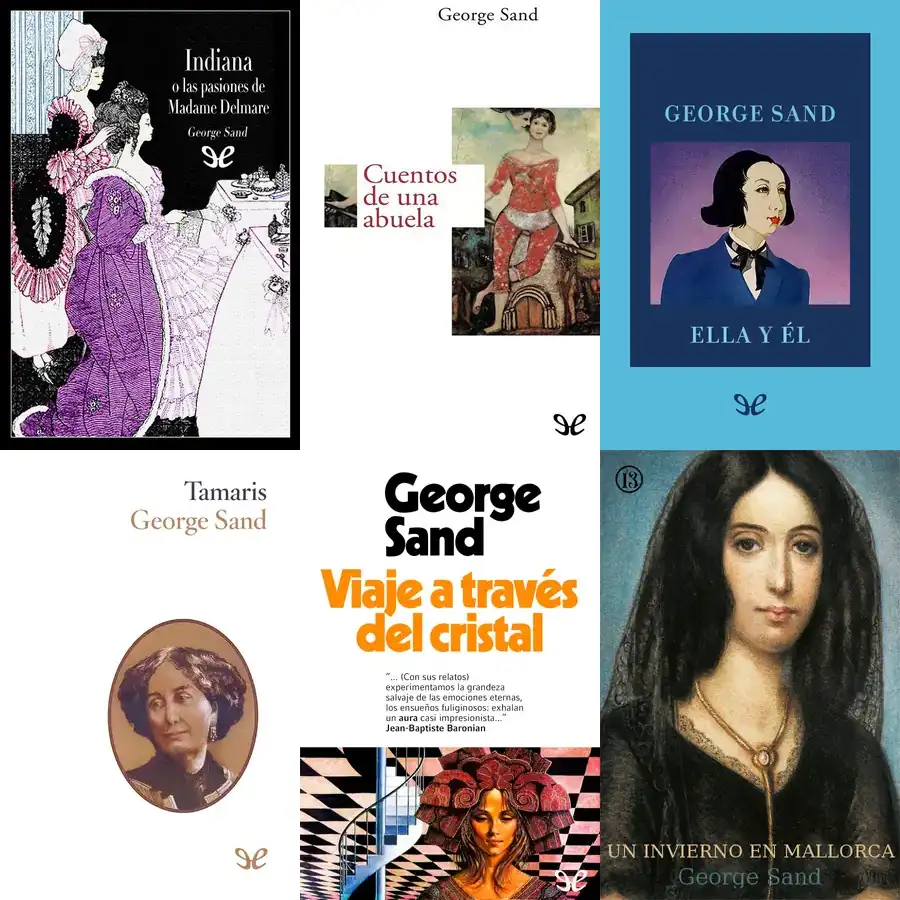 Indiana
o las pasiones de
Madame Delmare
George Sand
George Sand
Cuentos
de una
abuela
GEORGE SAND
ELLA Y ÉL
Tamaris
George Sand
George
Sand
Viaje a través
del cristal
“... (Con sus relatos)
experimentamos la grandeza
salvaje de las emociones eternas,
los ensueños fuliginosos: exhalan
un aura casi impresionista...”
Jean-Baptiste Baronian
13
UN INVIERNO EN MALLORCA
George Sand